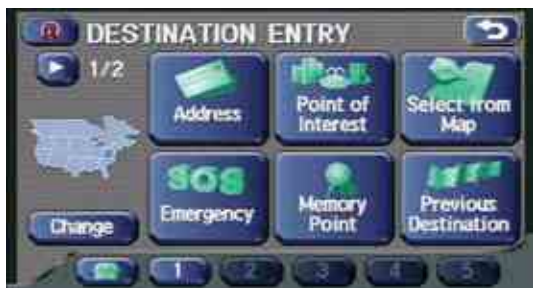 DESTINATION ENTRY
1/2
Address
Point of
Interest
Select from
Map
SOS
Emergency
Memory
Point
Previous
Destination
Change
1
2
3
4
5